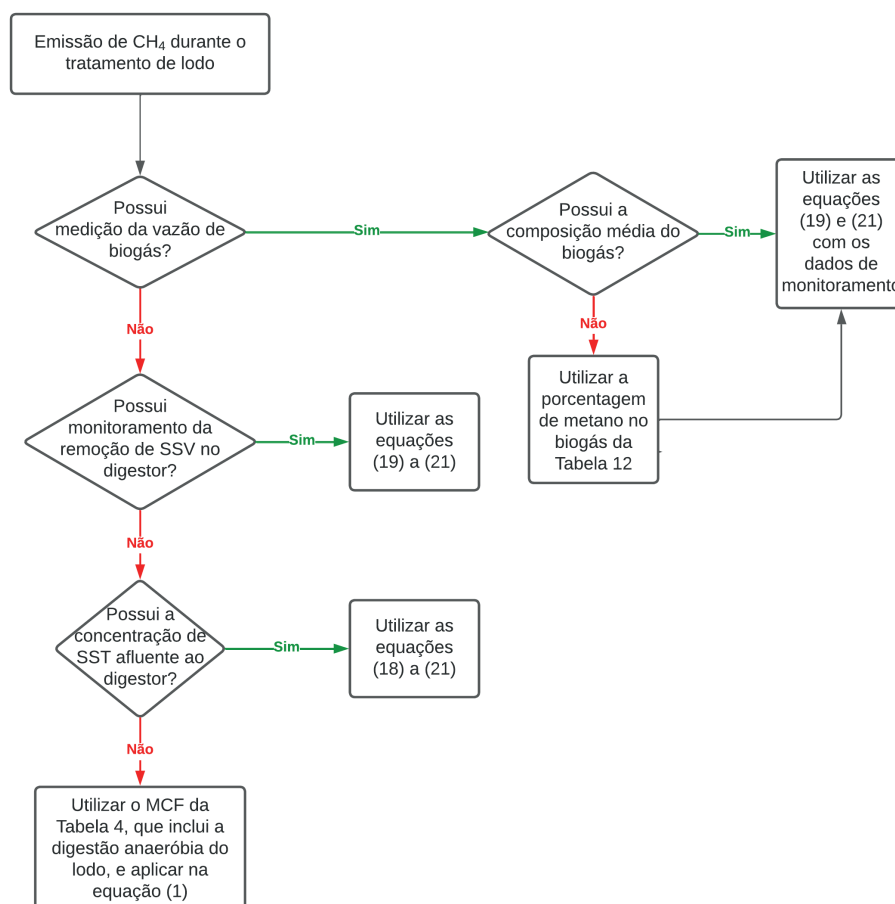 Emissão de CH₄ durante o
tratamento de lodo
Possui
medição da vazão de
biogás?
Sim
Possui a
composição média do
biogás?
Sim
Utilizar as
equações
(19) e (21)
com os
dados de
monitoramento
Não
Não
Utilizar a
porcentagem
de metano no
biogás da
Tabela 12
Possui
monitoramento da
remoção de SSV no
digestor?
Sim
Utilizar as
equações
(19) a (21)
Não
Possui a
concentração de
SST afluente ao
digestor?
Sim
Utilizar as
equações
(18) a (21)
Não
Utilizar o MCF da
Tabela 4, que inclui a
digestão anaeróbia do
lodo, e aplicar na
equação (1)